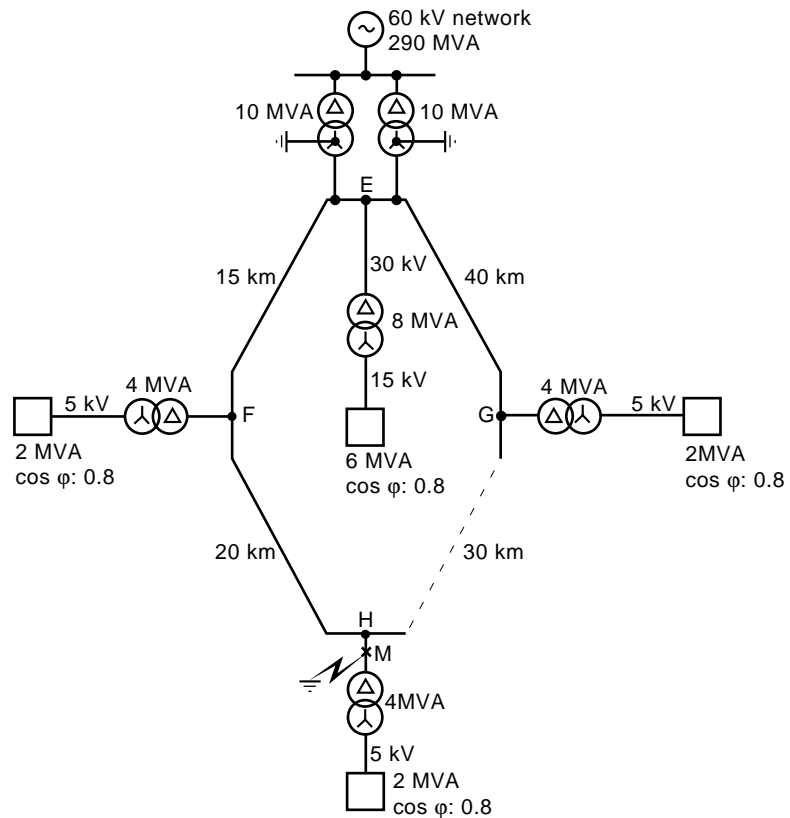 60 kV network
290 MVA
10 MVA
10 MVA
E
15 km
30 kV
40 km
8 MVA
4 MVA
15 kV
4 MVA
5 kV
F
G
5 kV
2 MVA
cos φ: 0.8
6 MVA
cos φ: 0.8
2MVA
cos φ: 0.8
20 km
30 km
H
M
4MVA
5 kV
2 MVA
cos φ: 0.8